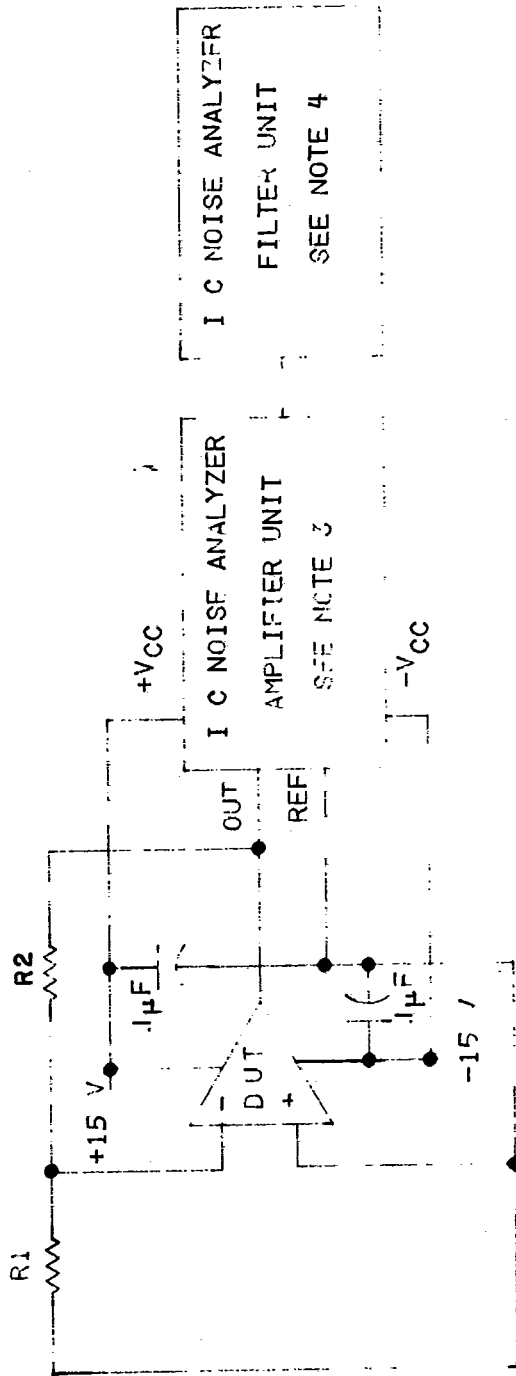 R1
R2
+15 V
.1µF
DUT
-
+
.1µF
-15
OUT
REF
+VCC
-VCC
I C NOISE ANALYZER
AMPLIFIER UNIT
SEE NOTE 3
I C NOISE ANALYZER
FILTER UNIT
SEE NOTE 4